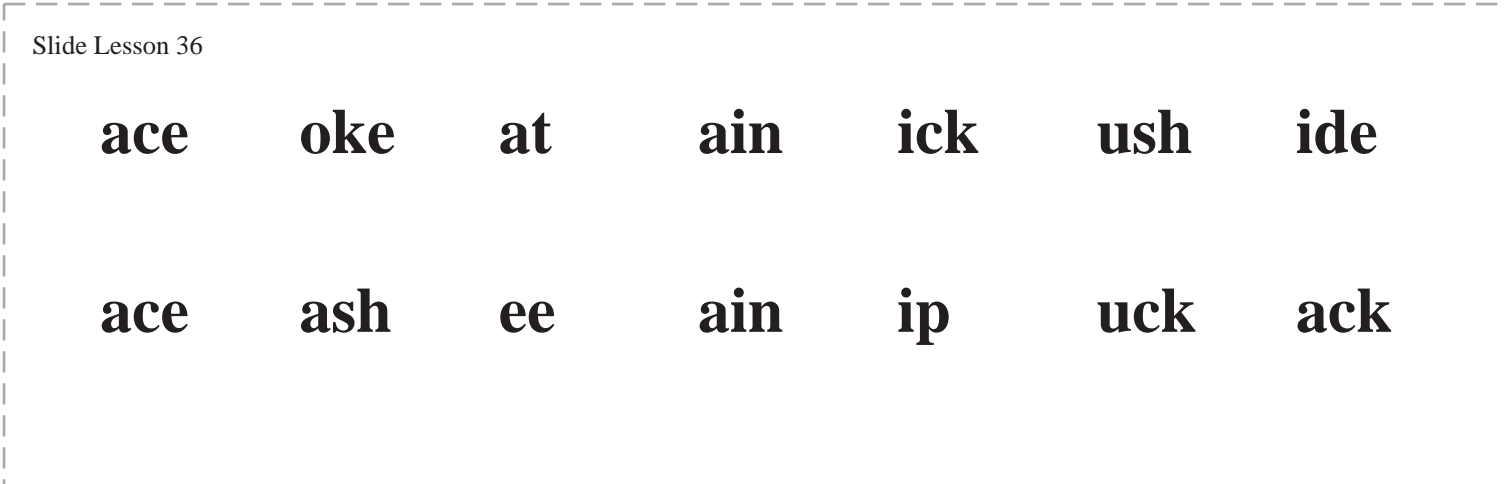 Slide Lesson 36
ace oke at ain ick ush ide
ace ash ee ain ip uck ack